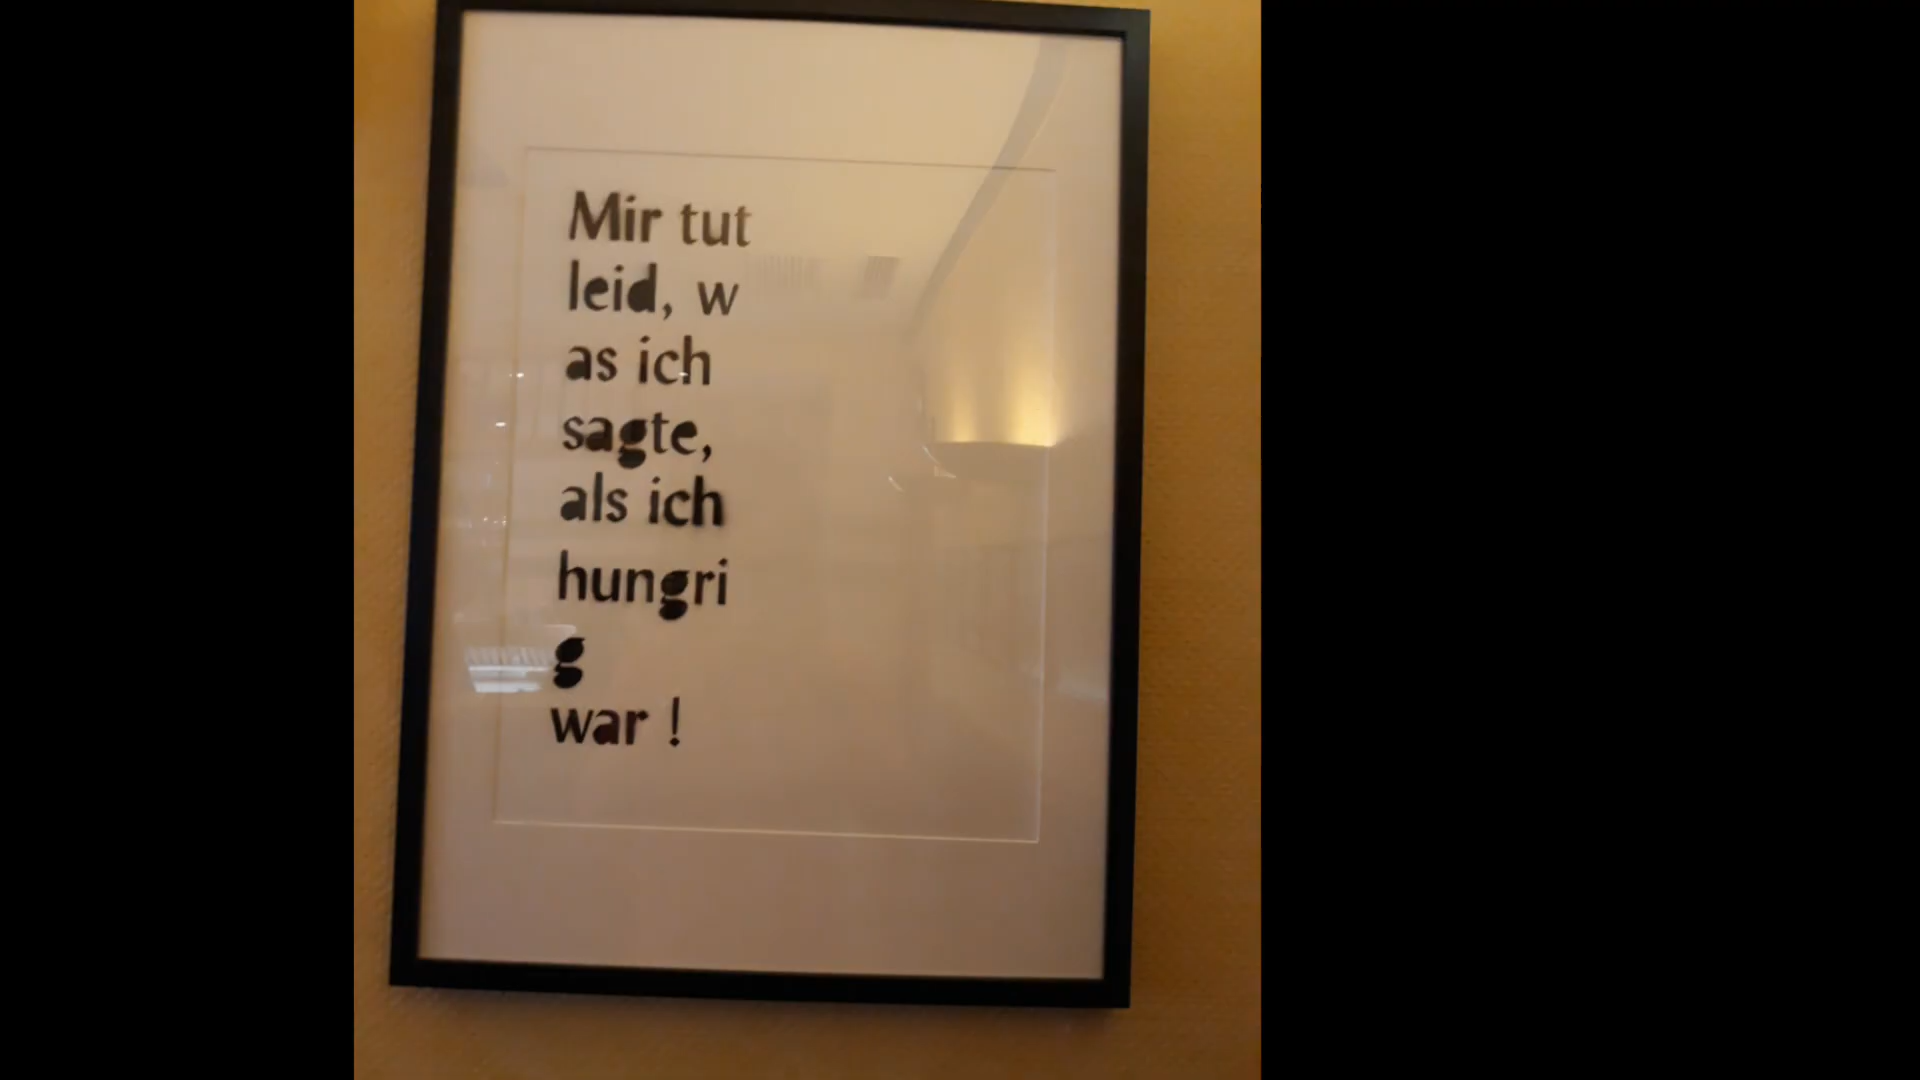 Mir tut
leid, w
as ich
sagte,
als ich
hungri
g
war !